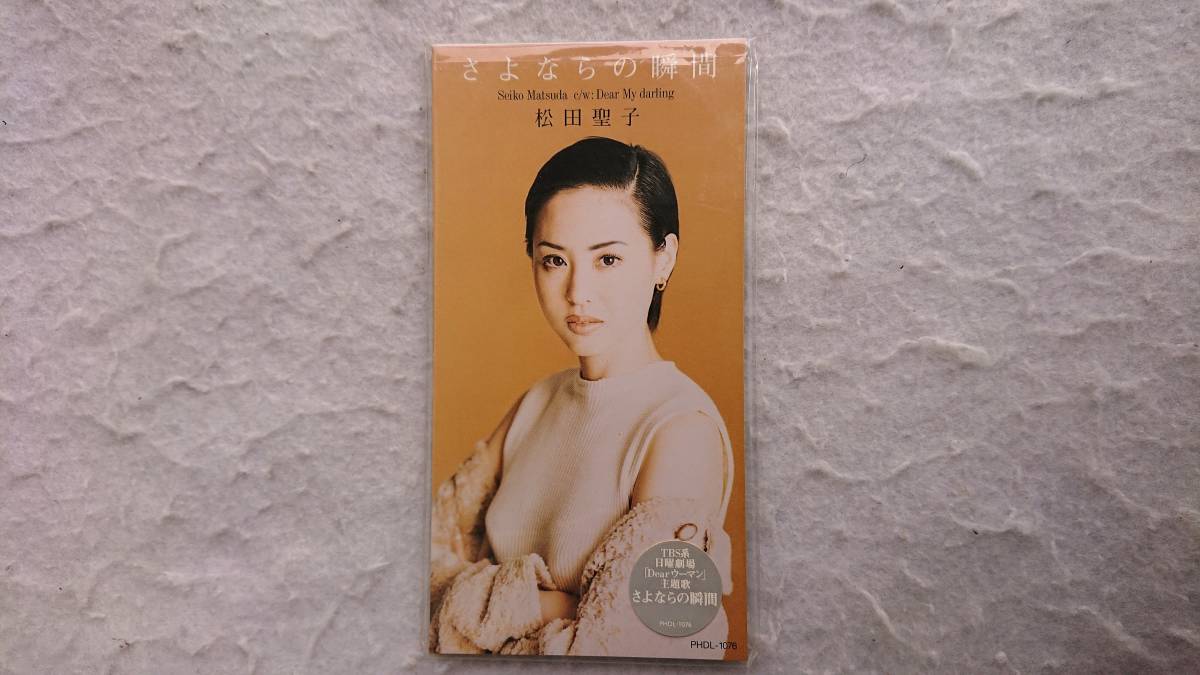 さよならの瞬間
Seiko Matsuda c/w: Dear My darling
松田聖子
TBS系
日曜劇場
「Dearウーマン」
主題歌
さよならの瞬間
PHDL-1076
PHDL-1076